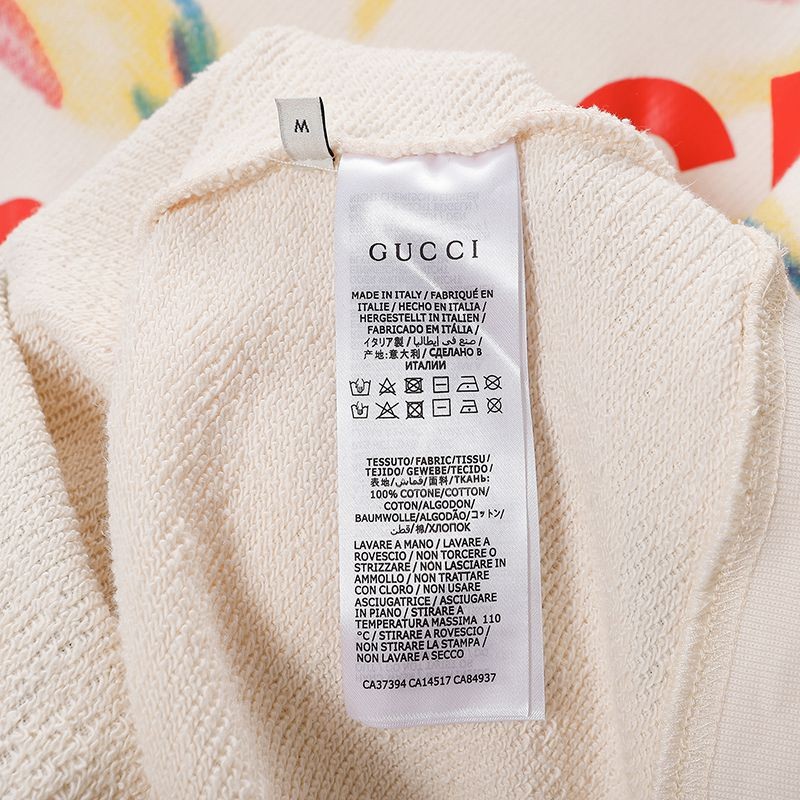 M
GUCCI
MADE IN ITALY / FABRIQUÉ EN
ITALIE / HECHO EN ITALIA /
HERGESTELLT IN ITALIEN /
FABRICADO EM ITÁLIA /
イタリア製 / صنع في إيطاليا /
产地:意大利 / СДЕЛАНО В
ИТАЛИИ
TESSUTO/FABRIC/TISSU/
TEJIDO/GEWEBE/TECIDO/
表地/قماش/面料/ТКАНЬ:
100% COTONE/COTTON/
COTON/ALGODON/
BAUMWOLLE/ALGODÃO/コットン/
قطن/棉/ХЛОПОК
LAVARE A MANO / LAVARE A
ROVESCIO / NON TORCERE O
STRIZZARE / NON LASCIARE IN
AMMOLLO / NON TRATTARE
CON CLORO / NON USARE
ASCIUGATRICE / ASCIUGARE
IN PIANO / STIRARE A
TEMPERATURA MASSIMA 110
°C / STIRARE A ROVESCIO /
NON STIRARE LA STAMPA /
NON LAVARE A SECCO
CA37394 CA14517 CA84937